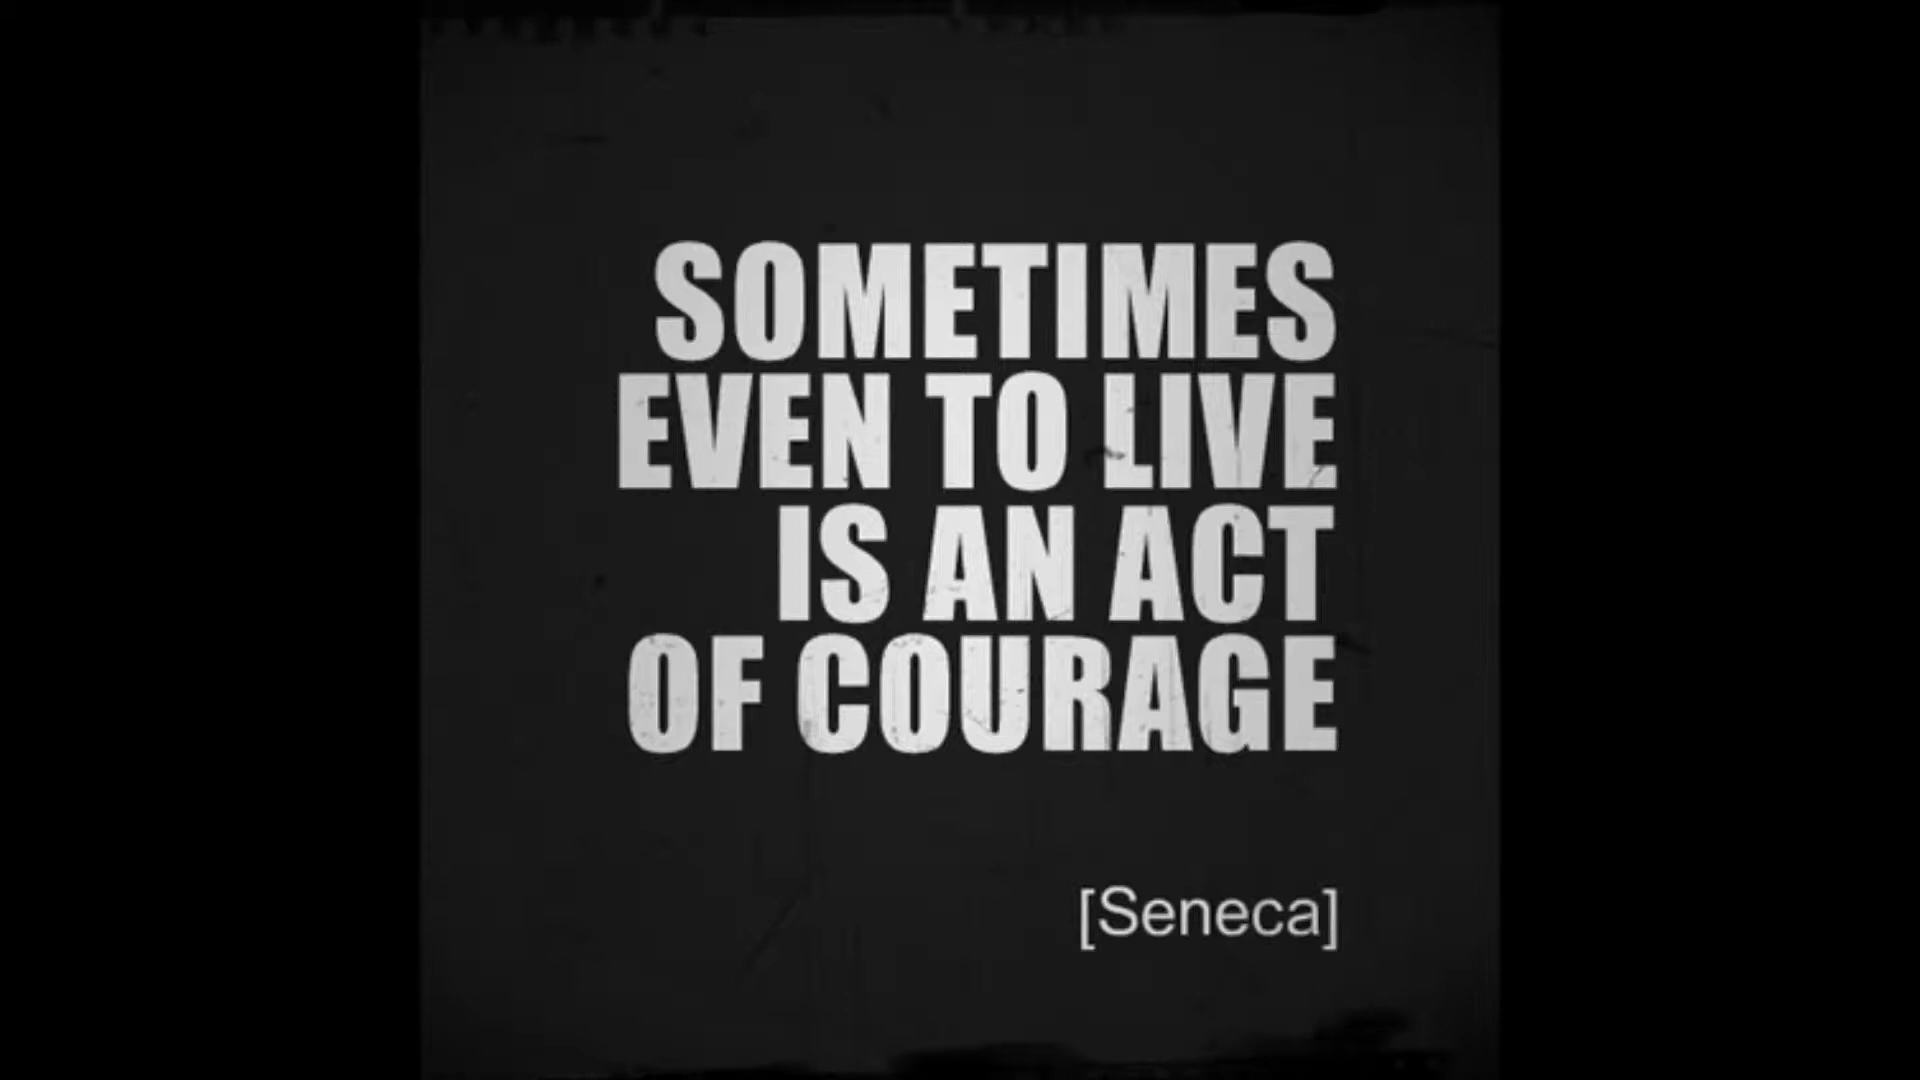 SOMETIMES
EVEN TO LIVE
IS AN ACT
OF COURAGE
[Seneca]